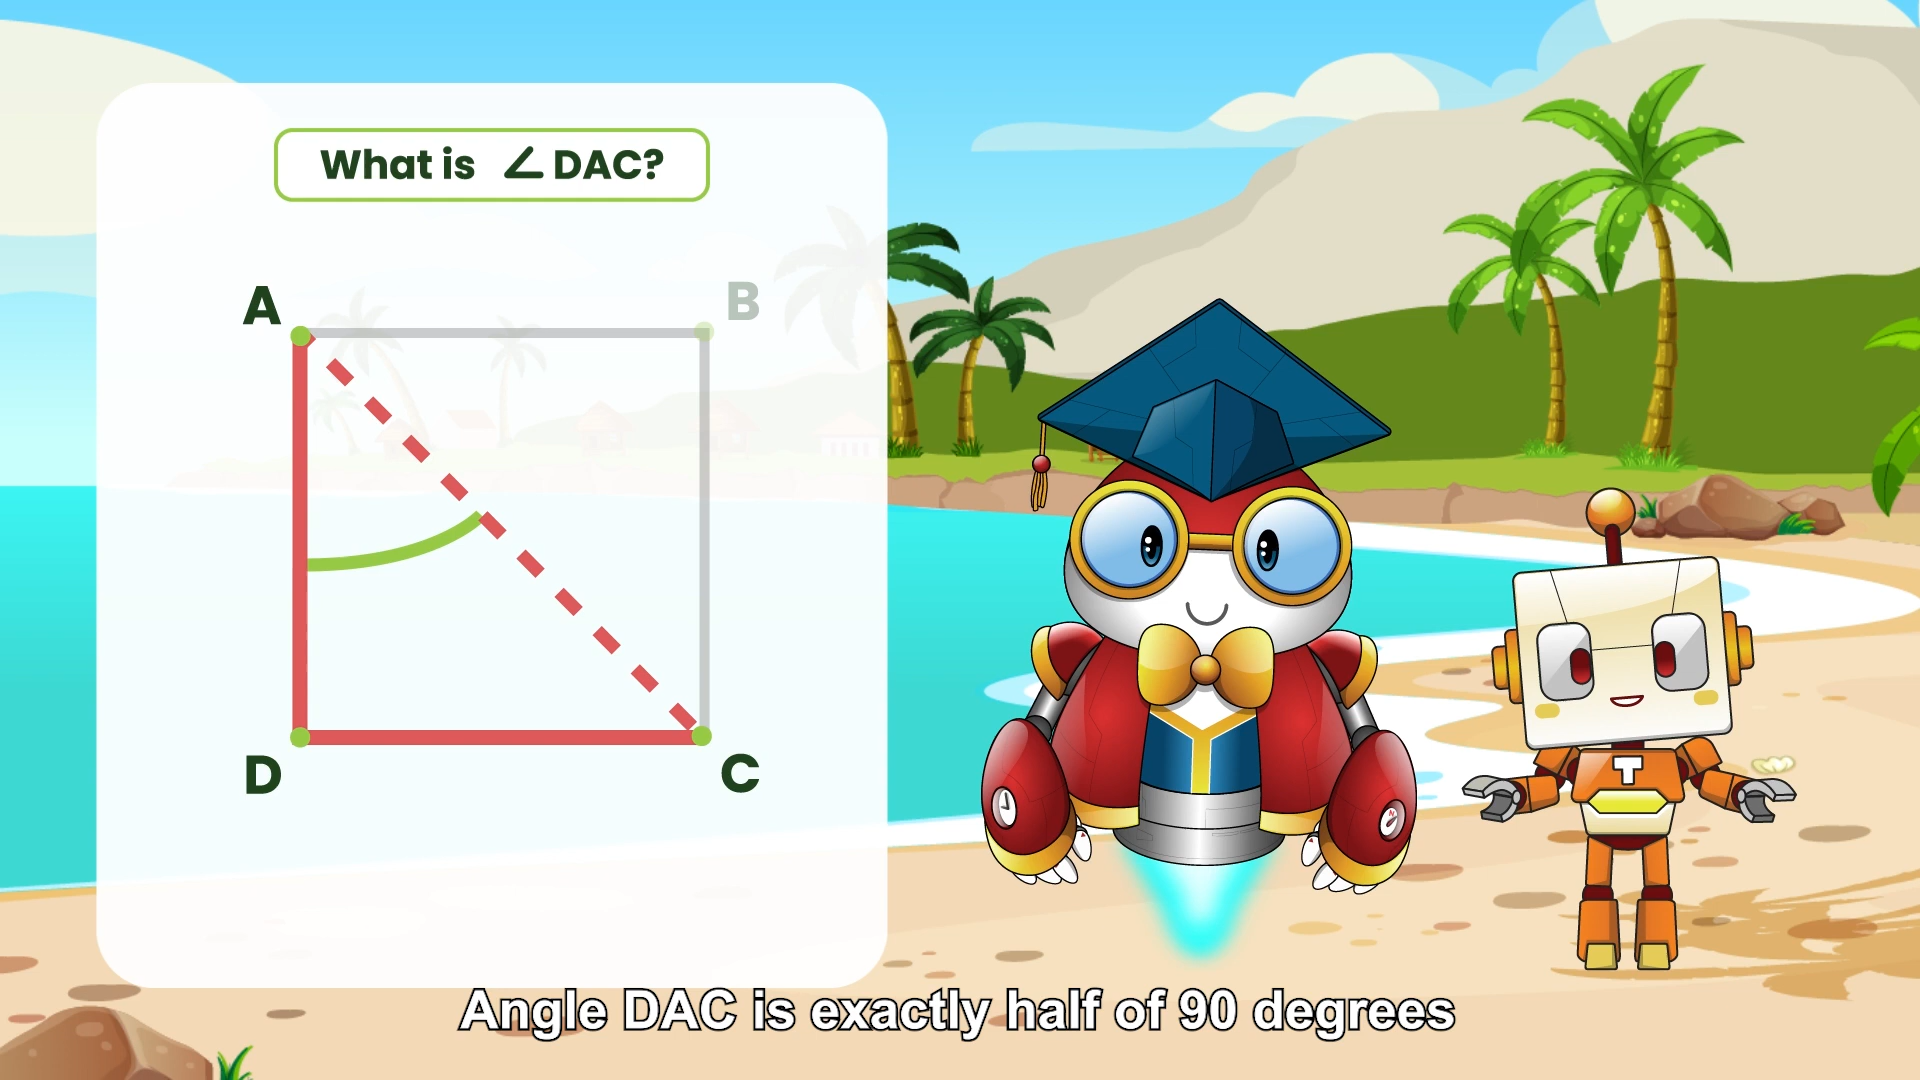 What is ∠DAC?
A
B
D
C
T
Angle DAC is exactly half of 90 degrees